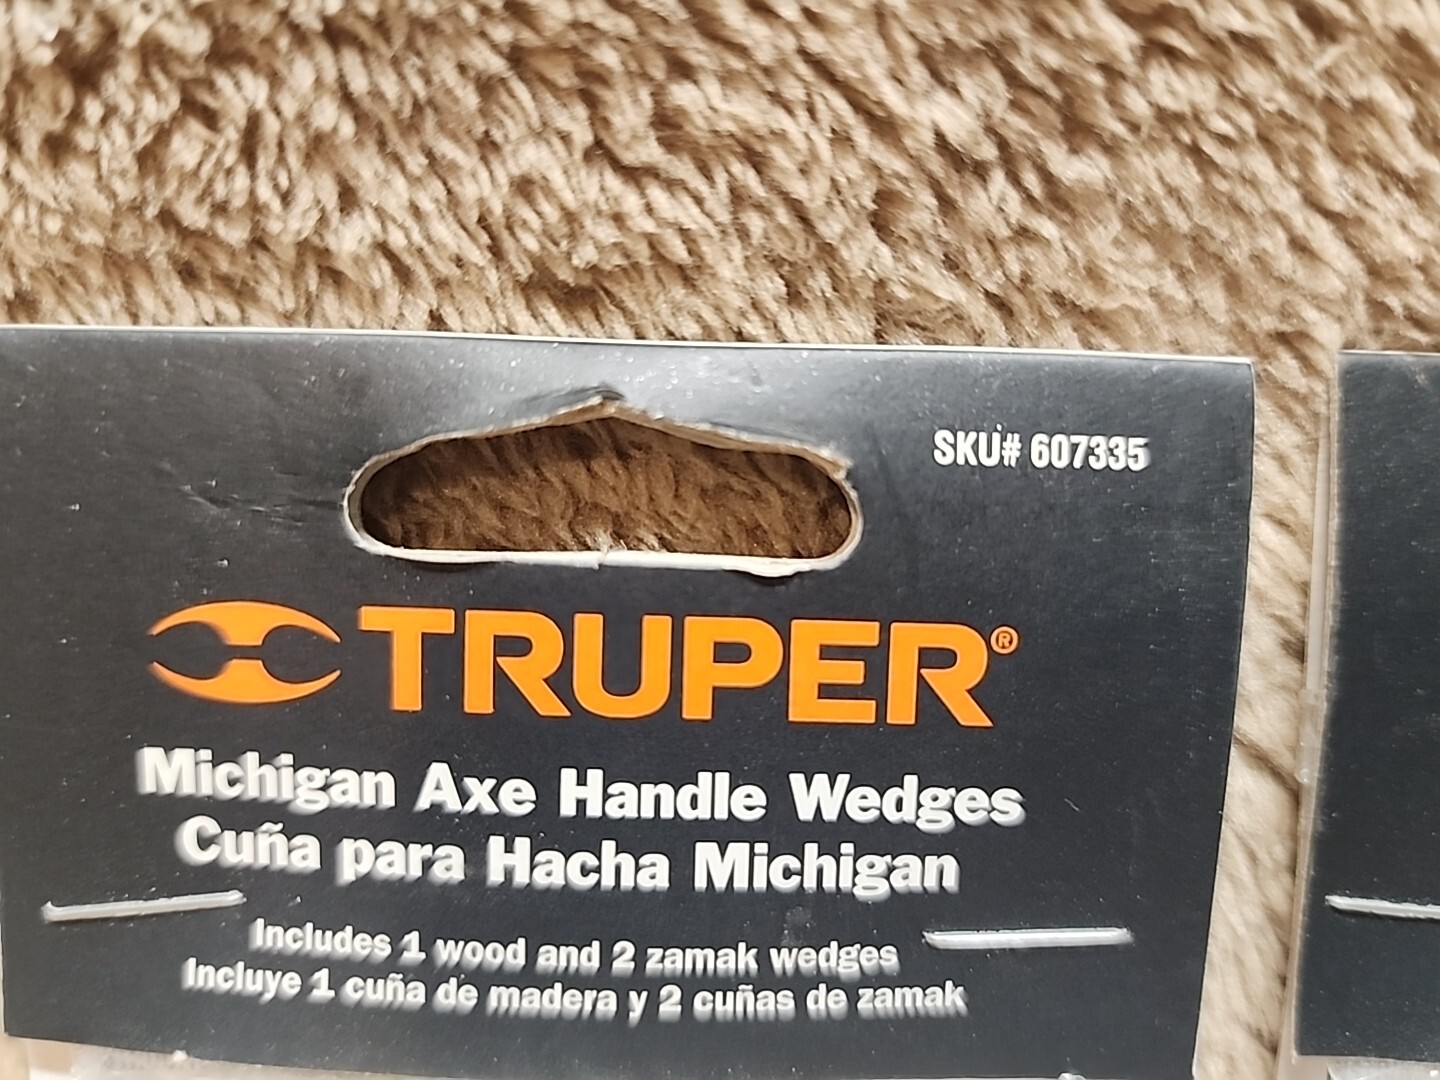 SKU# 607335
TRUPER®
Michigan Axe Handle Wedges
Cuña para Hacha Michigan
Includes 1 wood and 2 zamak wedges
Incluye 1 cuña de madera y 2 cuñas de zamak